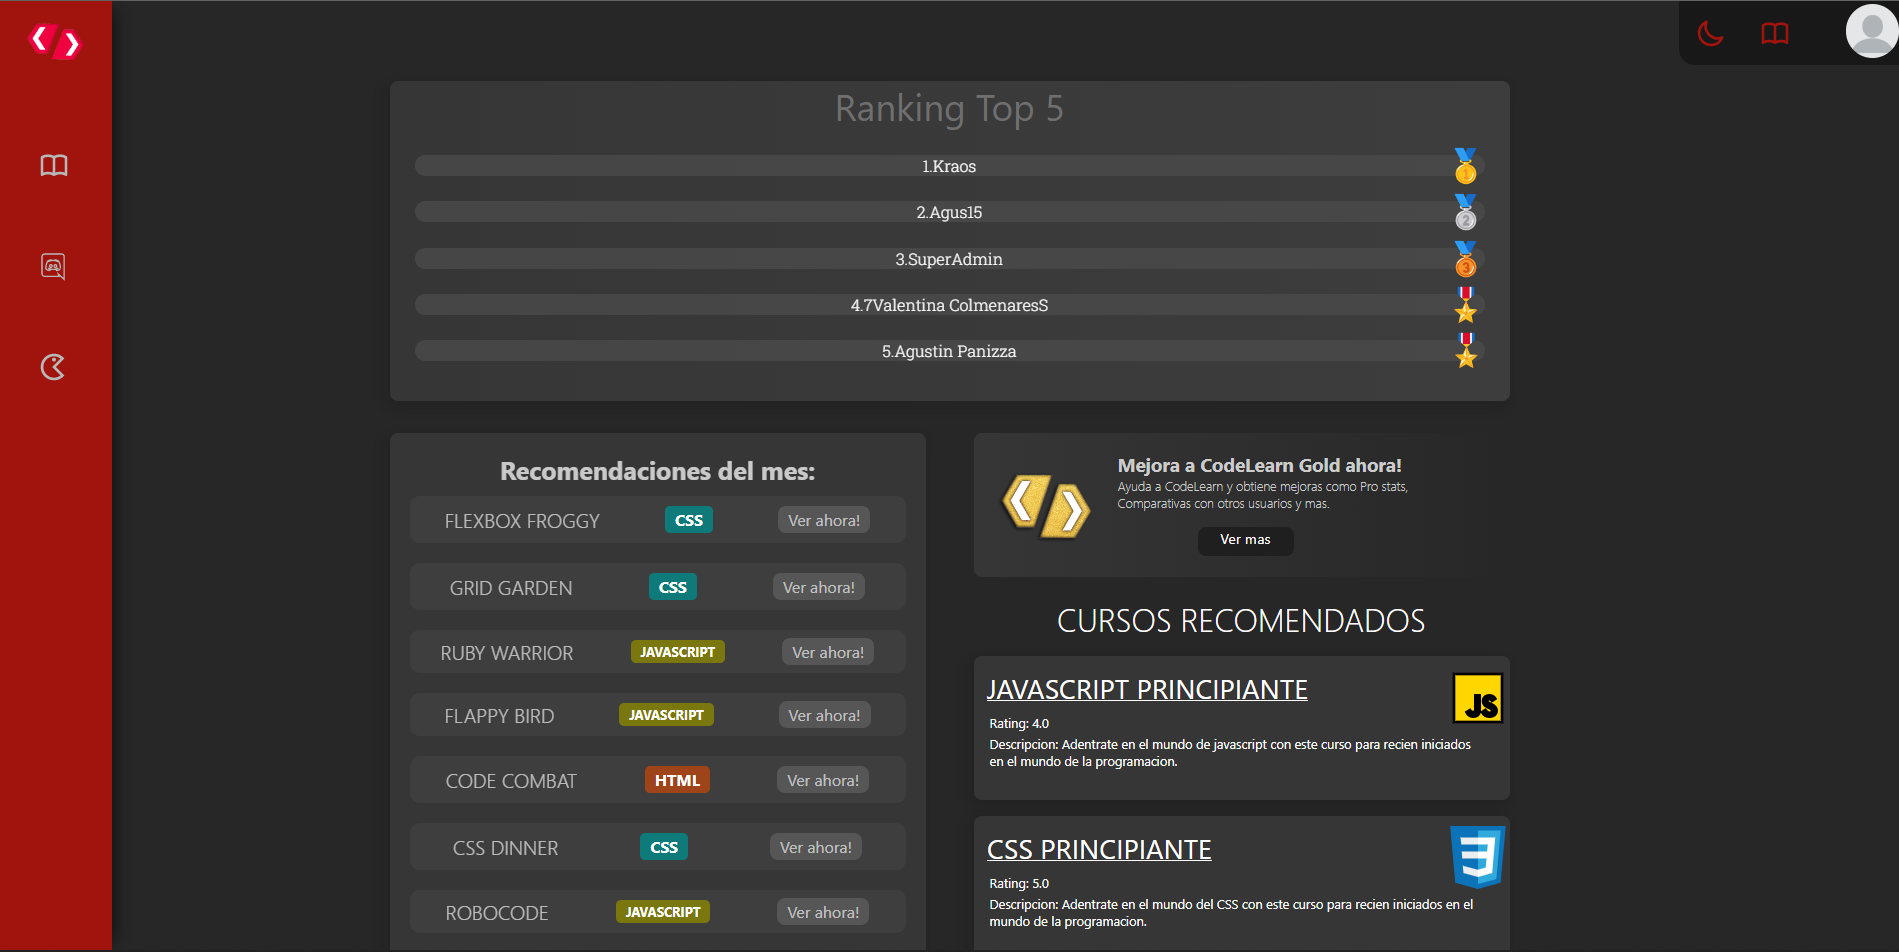 Ranking Top 5
1.Kraos
1
2.Agus15
2
3.SuperAdmin
3
4.7Valentina ColmenaresS
5.Agustin Panizza
Recomendaciones del mes:
FLEXBOX FROGGY CSS Ver ahora!
GRID GARDEN CSS Ver ahora!
RUBY WARRIOR JAVASCRIPT Ver ahora!
FLAPPY BIRD JAVASCRIPT Ver ahora!
CODE COMBAT HTML Ver ahora!
CSS DINNER CSS Ver ahora!
ROBOCODE JAVASCRIPT Ver ahora!
Mejora a CodeLearn Gold ahora!
Ayuda a CodeLearn y obtiene mejoras como Pro stats,
Comparativas con otros usuarios y mas.
Ver mas
CURSOS RECOMENDADOS
JAVASCRIPT PRINCIPIANTE
JS
Rating: 4.0
Descripcion: Adentrate en el mundo de javascript con este curso para recien iniciados
en el mundo de la programacion.
CSS PRINCIPIANTE
3
Rating: 5.0
Descripcion: Adentrate en el mundo del CSS con este curso para recien iniciados en el
mundo de la programacion.